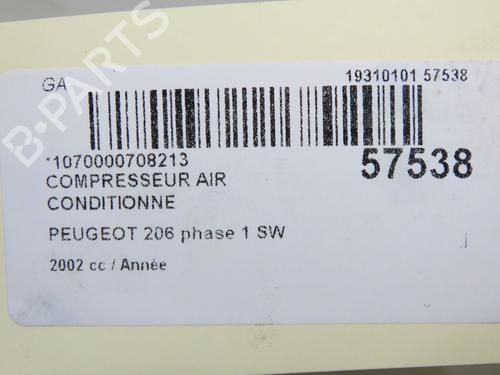 GA
19310101 57538
*1070000708213
57538
COMPRESSEUR AIR
CONDITIONNE
PEUGEOT 206 phase 1 SW
2002 cc / Année
B-PARTS